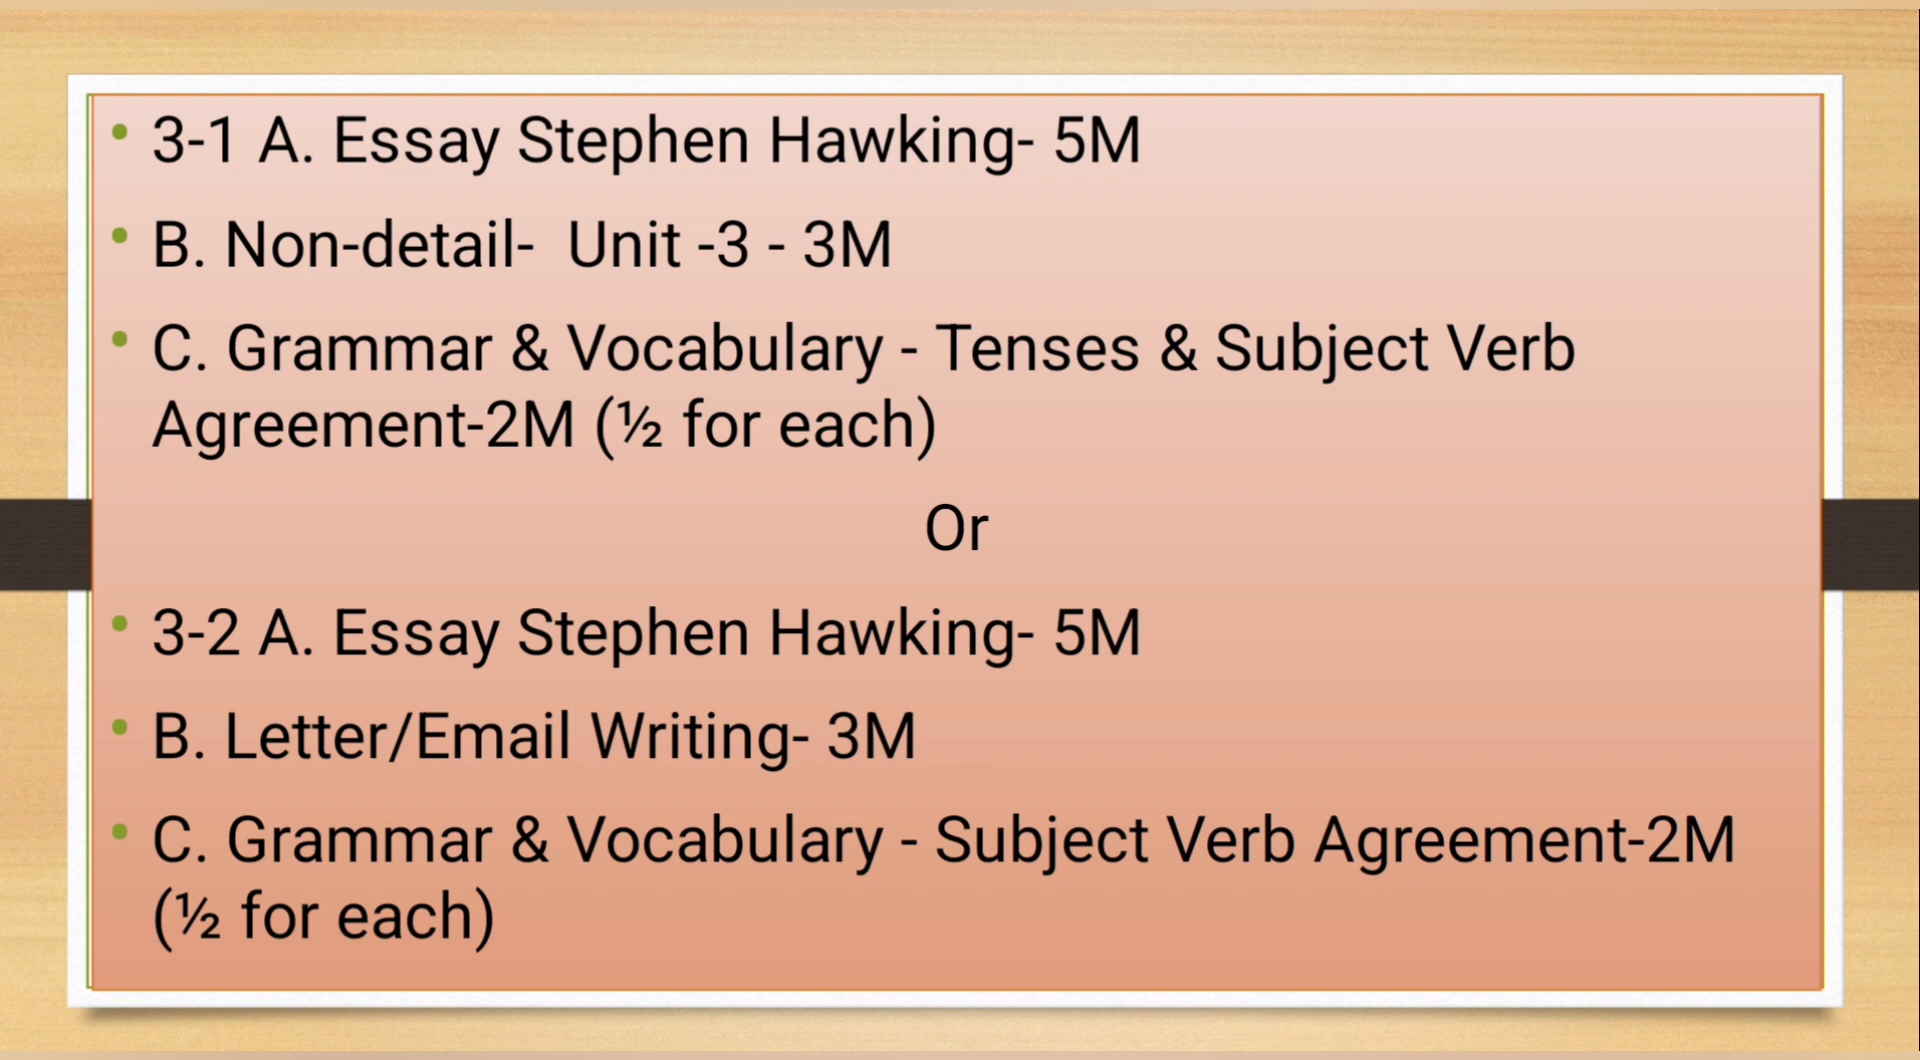 • 3-1 A. Essay Stephen Hawking- 5M
• B. Non-detail-  Unit -3 - 3M
• C. Grammar & Vocabulary - Tenses & Subject Verb
Agreement-2M (½ for each)
Or
• 3-2 A. Essay Stephen Hawking- 5M
• B. Letter/Email Writing- 3M
• C. Grammar & Vocabulary - Subject Verb Agreement-2M
(½ for each)